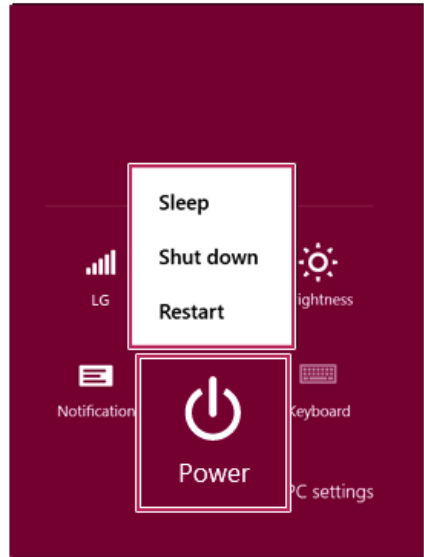 Sleep
Shut down
Restart
LG
ightness
Notification
Keyboard
Power
PC settings